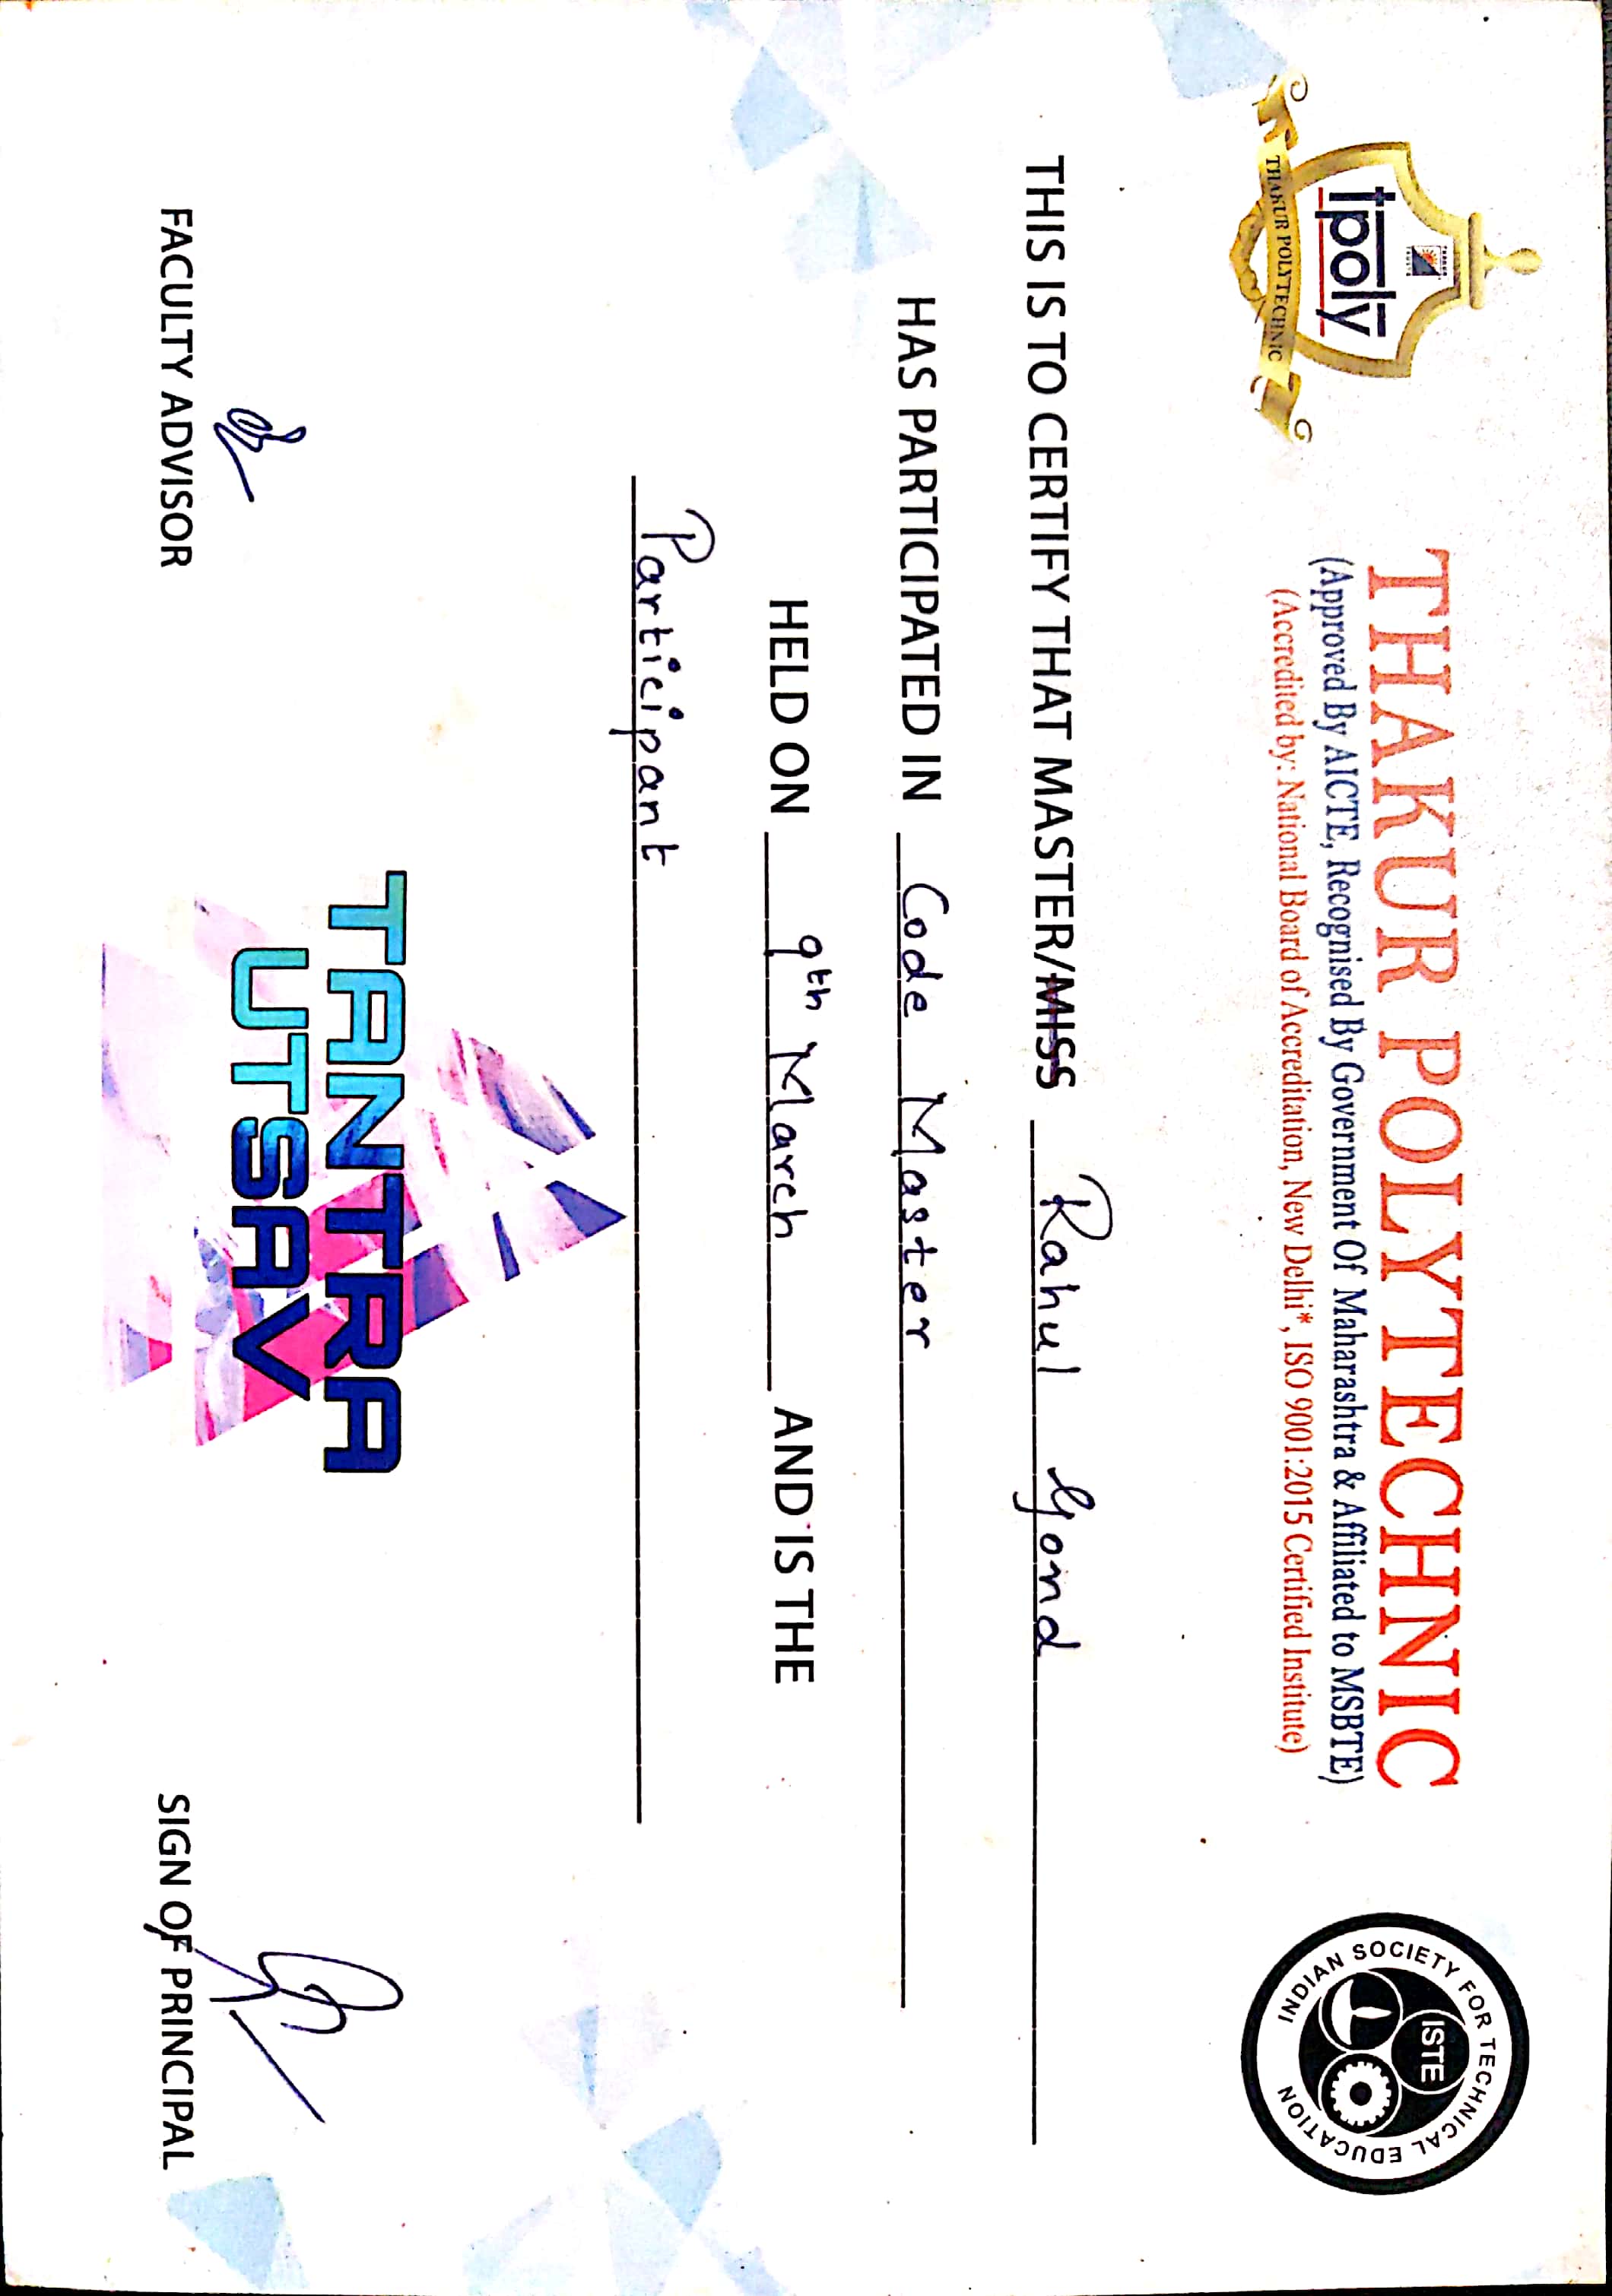 THAKUR
TRUSTS
tpoly
THAKUR POLYTECHNIC
THAKUR POLYTECHNIC
(Approved By AICTE, Recognised By Government Of Maharashtra & Affiliated to MSBTE)
(Accredited by: National Board of Accreditation, New Delhi*, ISO 9001:2015 Certified Institute)
INDIAN SOCIETY FOR TECHNICAL EDUCATION
ISTE
THIS IS TO CERTIFY THAT MASTER/MISS Rahul Gond
HAS PARTICIPATED IN Code Master
HELD ON 9th March AND IS THE
Participant
TANTRA
UTSAV
FACULTY ADVISOR
SIGN OF PRINCIPAL